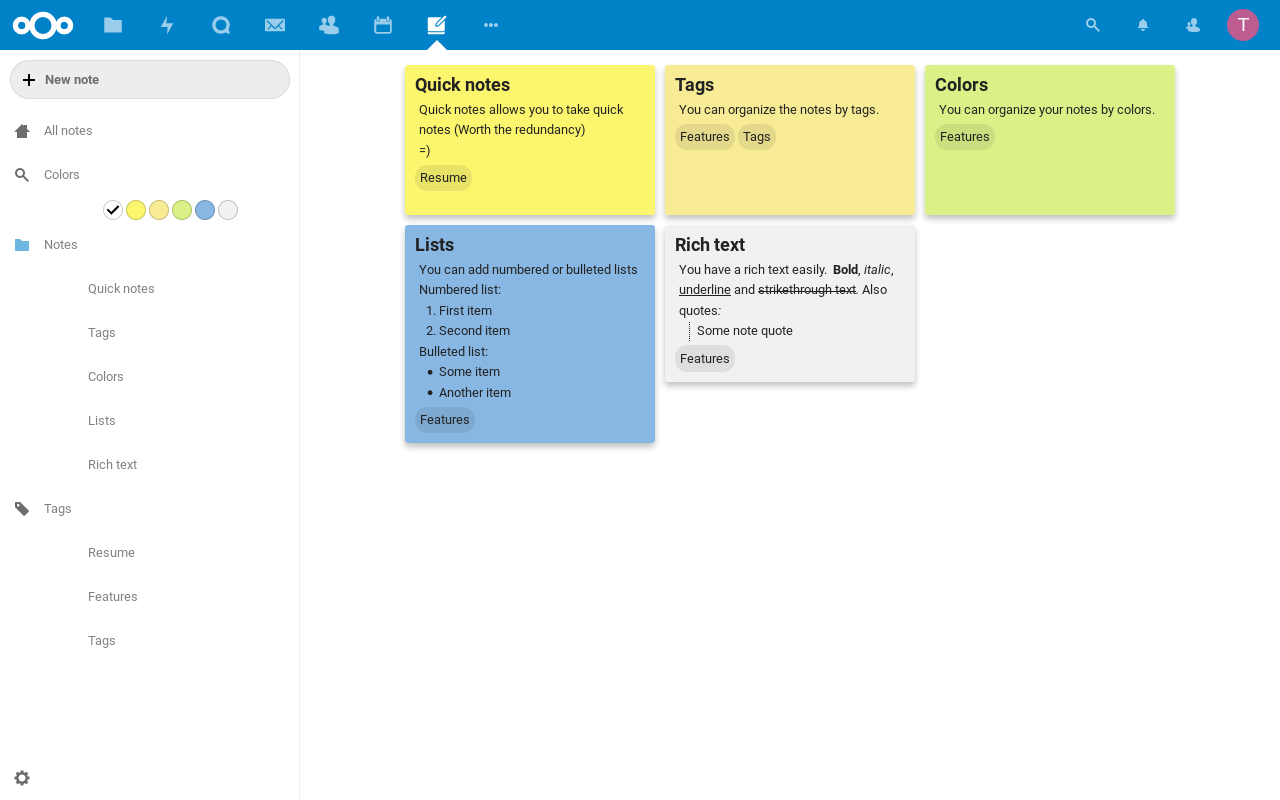 T
New note
All notes
Colors
Notes
Quick notes
Tags
Colors
Lists
Rich text
Tags
Resume
Features
Tags
Quick notes
Quick notes allows you to take quick
notes (Worth the redundancy)
=)
Resume
Tags
You can organize the notes by tags.
Features Tags
Colors
You can organize your notes by colors.
Features
Lists
You can add numbered or bulleted lists
Numbered list:
1. First item
2. Second item
Bulleted list:
• Some item
• Another item
Features
Rich text
You have a rich text easily. Bold, italic,
underline and strikethrough text. Also
quotes:
Some note quote
Features